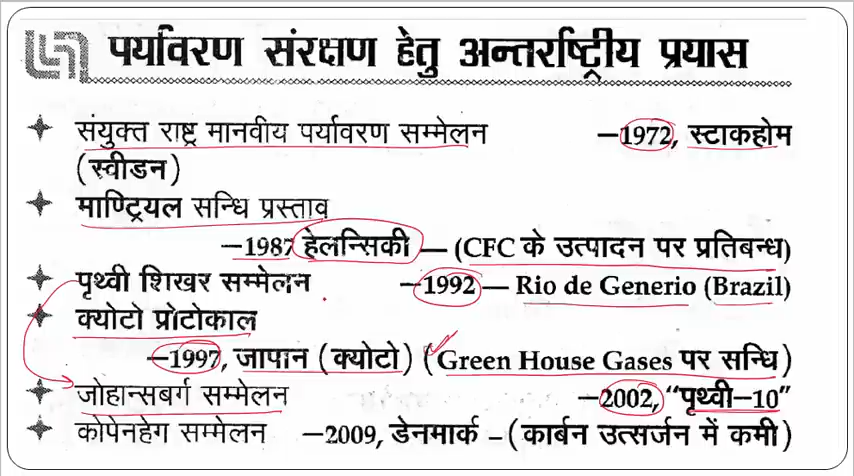 पर्यावरण संरक्षण हेतु अन्तर्राष्ट्रीय प्रयास
संयुक्त राष्ट्र मानवीय पर्यावरण सम्मेलन –1972, स्टाकहोम
(स्वीडन)
माण्ट्रियल सन्धि प्रस्ताव
–1987 हेलन्सिकी – (CFC के उत्पादन पर प्रतिबन्ध)
पृथ्वी शिखर सम्मेलन –1992 – Rio de Generio (Brazil)
क्योटो प्रोटोकाल
–1997, जापान (क्योटो) (Green House Gases पर सन्धि)
जोहान्सबर्ग सम्मेलन –2002, “पृथ्वी–10”
कोपेनहेग सम्मेलन –2009, डेनमार्क – (कार्बन उत्सर्जन में कमी)